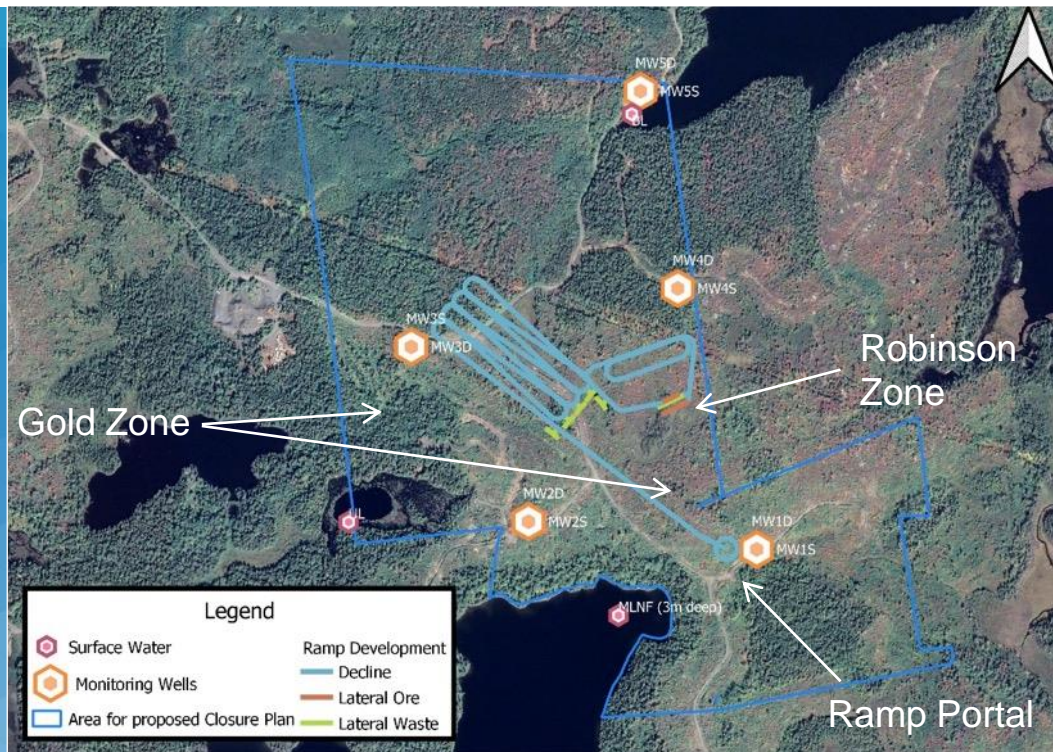 MW5D
MW5S
DL
MW4D
MW4S
MW3S
MW3D
Robinson
Zone
Gold Zone
MW2D
MW2S
UL
MW1D
MW1S
MLNF (3m deep)
Ramp Portal
Legend
Surface Water
Monitoring Wells
Area for proposed Closure Plan
Ramp Development
Decline
Lateral Ore
Lateral Waste